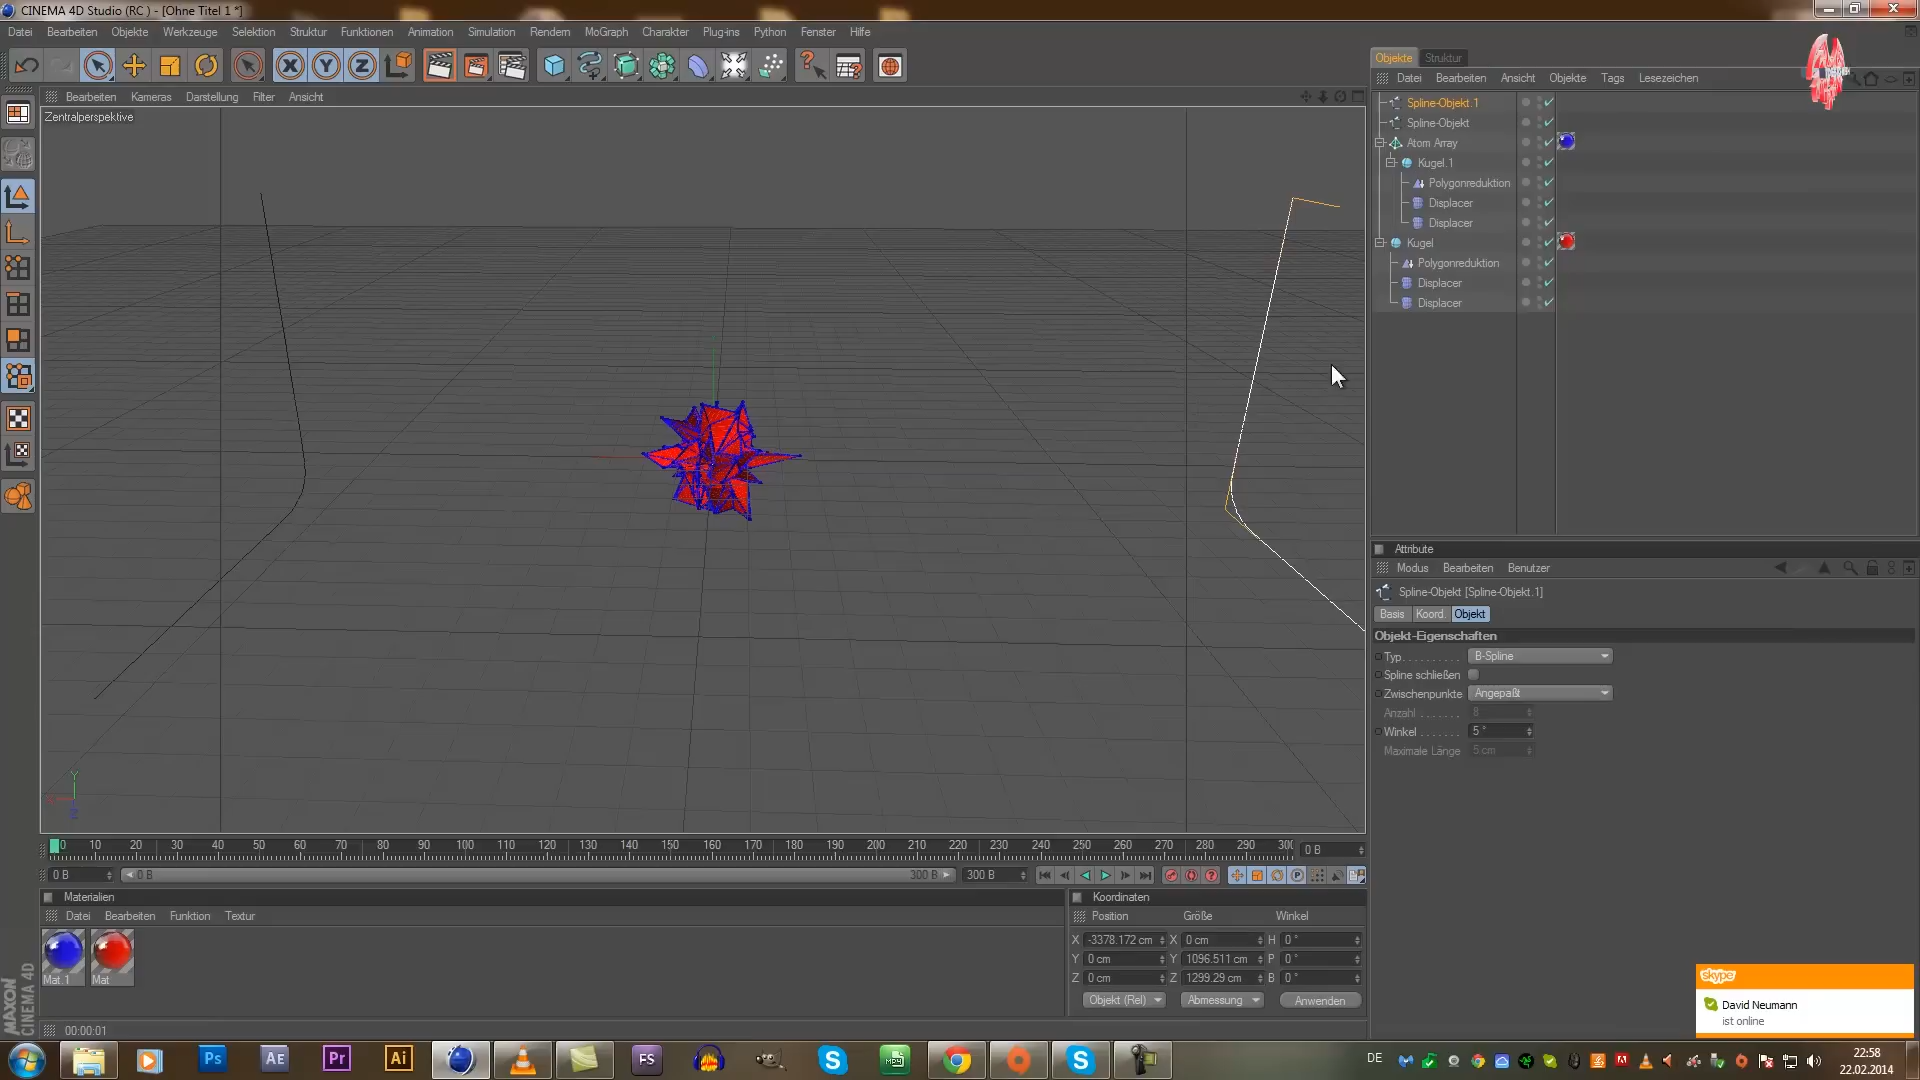 CINEMA 4D Studio (RC ) - [Ohne Titel 1 *]
Datei Bearbeiten Objekte Werkzeuge Selektion Struktur Funktionen Animation Simulation Rendern MoGraph Charakter Plug-ins Python Fenster Hilfe
Bearbeiten Kameras Darstellung Filter Ansicht
Zentralperspektive
Objekte Struktur
Datei Bearbeiten Ansicht Objekte Tags Lesezeichen
Spline-Objekt.1
Spline-Objekt
Atom Array
Kugel.1
Polygonreduktion
Displacer
Displacer
Kugel
Polygonreduktion
Displacer
Displacer
Attribute
Modus Bearbeiten Benutzer
Spline-Objekt [Spline-Objekt.1]
Basis Koord. Objekt
Objekt-Eigenschaften
Typ. . . . . . . . . . B-Spline
Spline schließen
Zwischenpunkte Angepaßt
Anzahl . . . . . . . 8
Winkel . . . . . . . 5 °
Maximale Länge 5 cm
Y
0 10 20 30 40 50 60 70 80 90 100 110 120 130 140 150 160 170 180 190 200 210 220 230 240 250 260 270 280 290 300
0 B
0 B 0 B 300 B 300 B
Materialien
Datei Bearbeiten Funktion Textur
Mat.1 Mat
Koordinaten
Position Größe Winkel
X -3378.172 cm X 0 cm H 0 °
Y 0 cm Y 1096.511 cm P 0 °
Z 0 cm Z 1299.29 cm B 0 °
Objekt (Rel) Abmessung Anwenden
MAXON CINEMA 4D
00:00:01
skype
David Neumann
ist online
Ps AE Pr Ai FS MP4
DE
22:58
22.02.2014